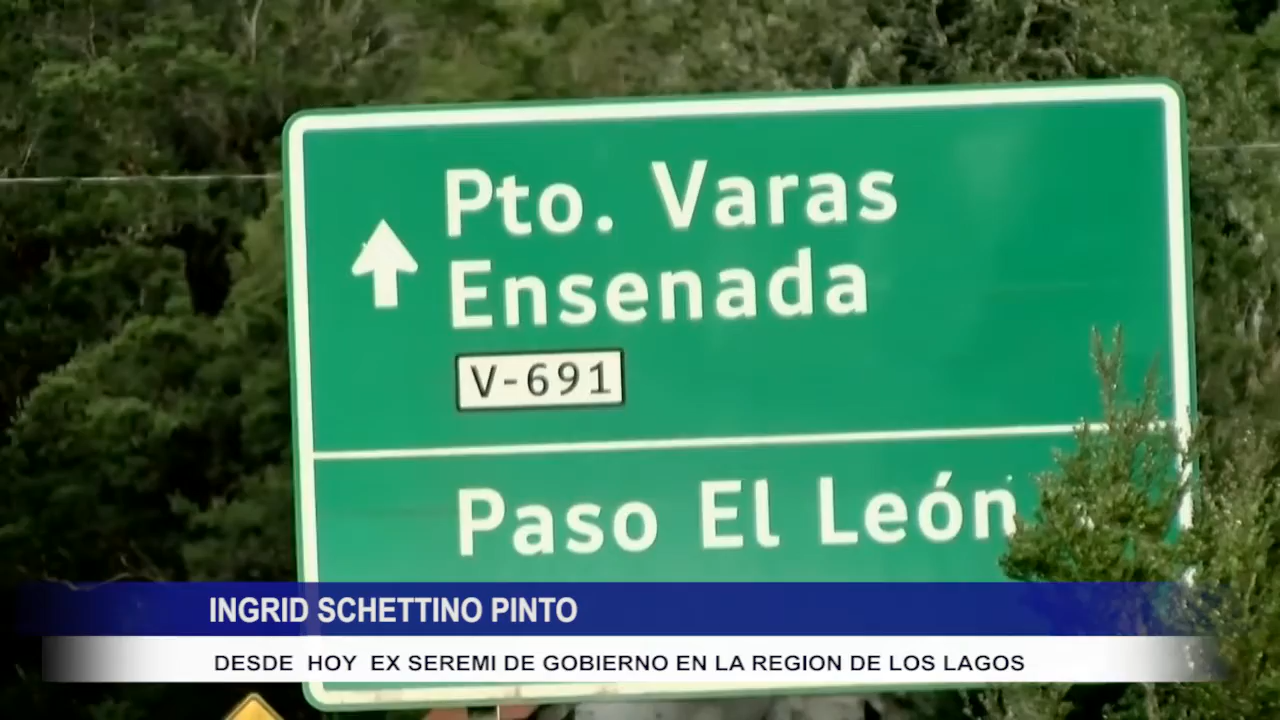 Pto. Varas
Ensenada
V-691
Paso El León
INGRID SCHETTINO PINTO
DESDE HOY EX SEREMI DE GOBIERNO EN LA REGION DE LOS LAGOS